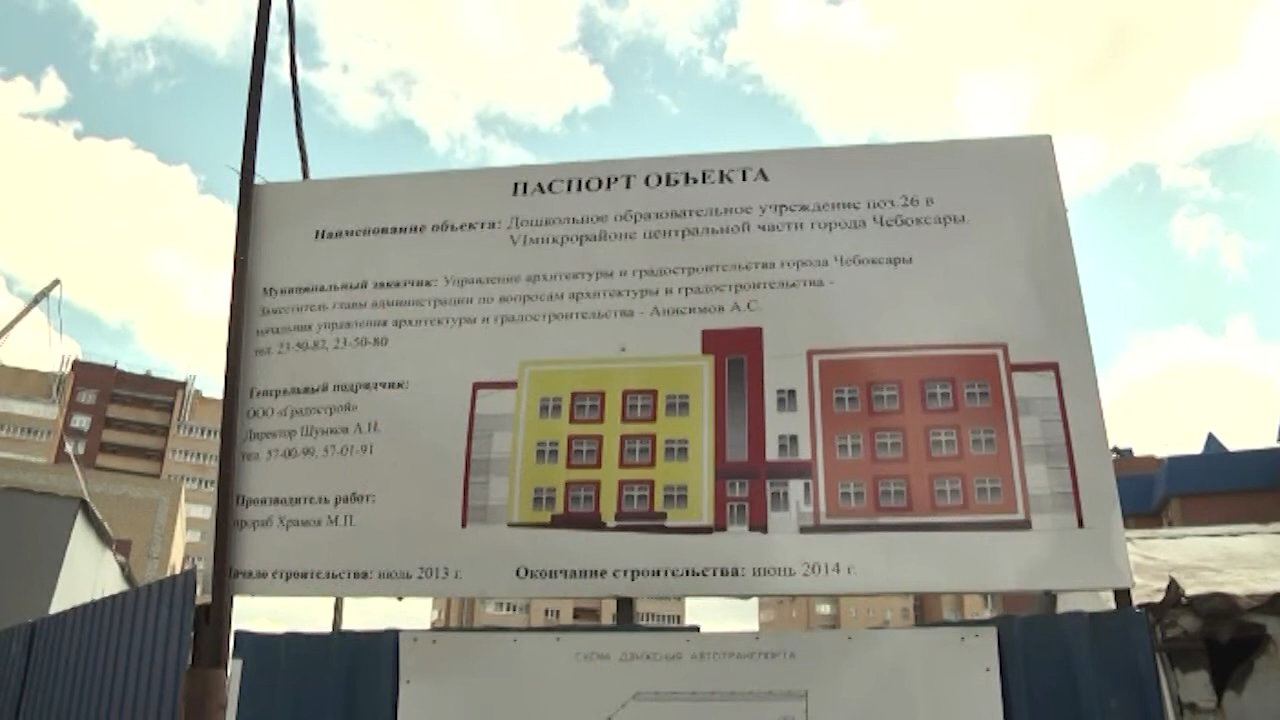 ПАСПОРТ ОБЪЕКТА
Наименование объекта: Дошкольное образовательное учреждение поз.26 в
VIмикрорайоне центральной части города Чебоксары.
Муниципальный заказчик: Управление архитектуры и градостроительства города Чебоксары
Заместитель главы администрации по вопросам архитектуры и градостроительства -
начальник управления архитектуры и градостроительства - Анисимов А.С.
тел. 23-50-82, 23-50-80
Генеральный подрядчик:
ООО «Градострой»
Директор Шунков А.Н.
тел. 57-00-99, 57-01-91
Производитель работ:
прораб Храмов М.П.
Начало строительства: июль 2013 г.
Окончание строительства: июнь 2014 г.
СХЕМА ДВИЖЕНИЯ АВТОТРАНСПОРТА